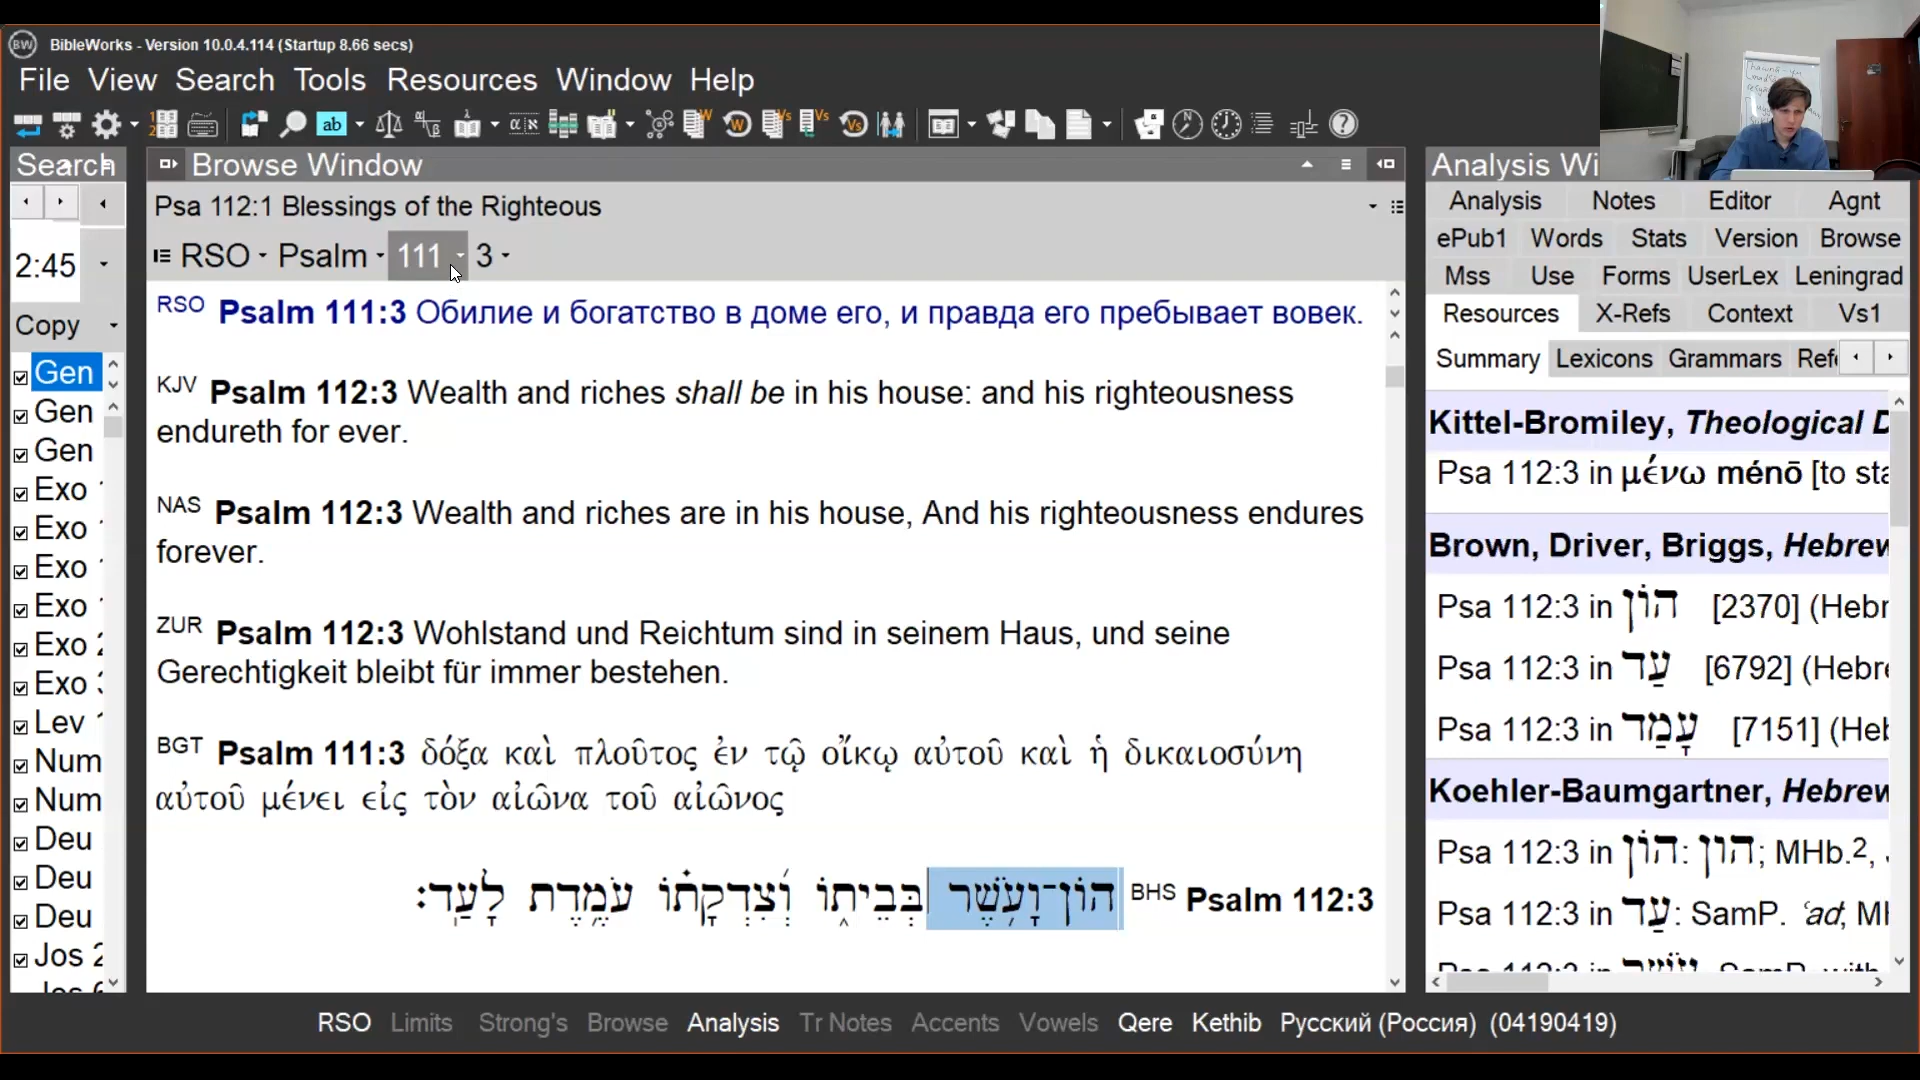 BibleWorks - Version 10.0.4.114 (Startup 8.66 secs)
File View Search Tools Resources Window Help
Search
Browse Window
Analysis Wi
Psa 112:1 Blessings of the Righteous
RSO Psalm 111 3
2:45
Copy
Gen
Gen
Gen
Exo
Exo
Exo
Exo
Exo 2
Exo 3
Lev
Num
Num
Deu
Deu
Deu
Jos 2
RSO Psalm 111:3 Обилие и богатство в доме его, и правда его пребывает вовек.
KJV Psalm 112:3 Wealth and riches shall be in his house: and his righteousness
endureth for ever.
NAS Psalm 112:3 Wealth and riches are in his house, And his righteousness endures
forever.
ZUR Psalm 112:3 Wohlstand und Reichtum sind in seinem Haus, und seine
Gerechtigkeit bleibt für immer bestehen.
BGT Psalm 111:3 δόξα καὶ πλοῦτος ἐν τῷ οἴκῳ αὐτοῦ καὶ ἡ δικαιοσύνη
αὐτοῦ μένει εἰς τὸν αἰῶνα τοῦ αἰῶνος
BHS Psalm 112:3 הוֹן־וָעֹ֥שֶׁר בְּבֵית֑וֹ וְ֝צִדְקָת֗וֹ עֹמֶ֥דֶת לָעַֽד׃
Analysis Notes Editor Agnt
ePub1 Words Stats Version Browse
Mss Use Forms UserLex Leningrad
Resources X-Refs Context Vs1
Summary Lexicons Grammars Refe
Kittel-Bromiley, Theological D
Psa 112:3 in μένω ménō [to sta
Brown, Driver, Briggs, Hebrew
Psa 112:3 in הוֹן [2370] (Hebr
Psa 112:3 in עַד [6792] (Hebre
Psa 112:3 in עָמַד [7151] (Heb
Koehler-Baumgartner, Hebrew
Psa 112:3 in הוֹן: הון; MHb.2,
Psa 112:3 in עַד: SamP. ʿad; MH
RSO Limits Strong's Browse Analysis Tr Notes Accents Vowels Qere Kethib Русский (Россия) (04190419)